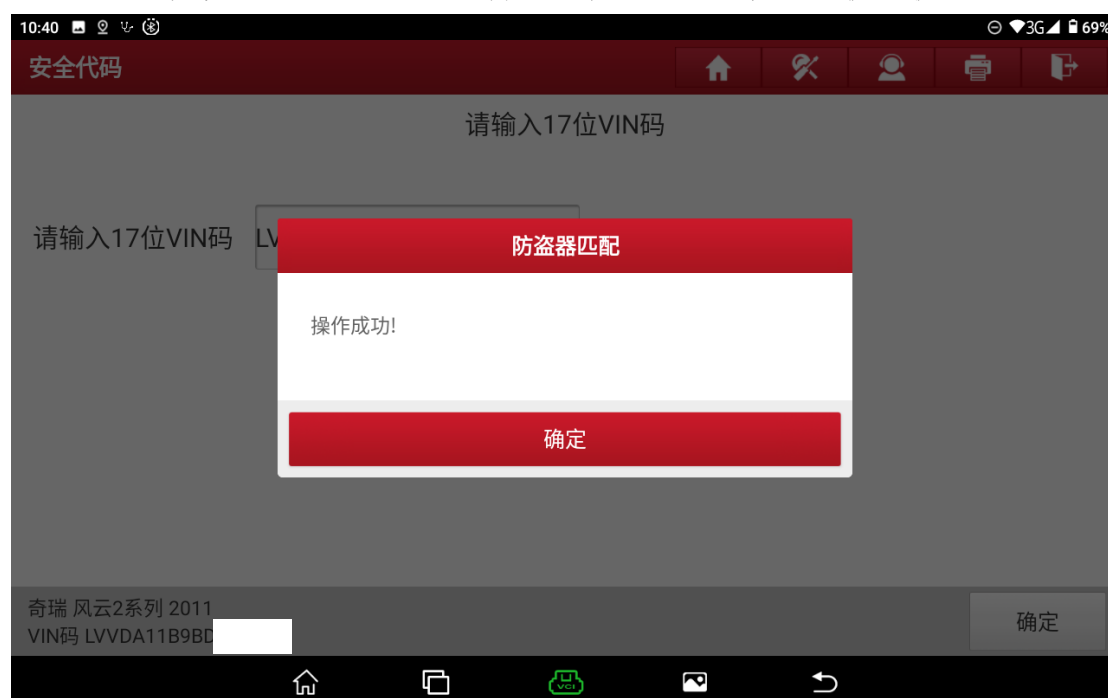 10:40
3G 69%
安全代码
请输入17位VIN码
请输入17位VIN码 LV
防盗器匹配
操作成功!
确定
奇瑞 风云2系列 2011
VIN码 LVVDA11B9BD
确定
VCI